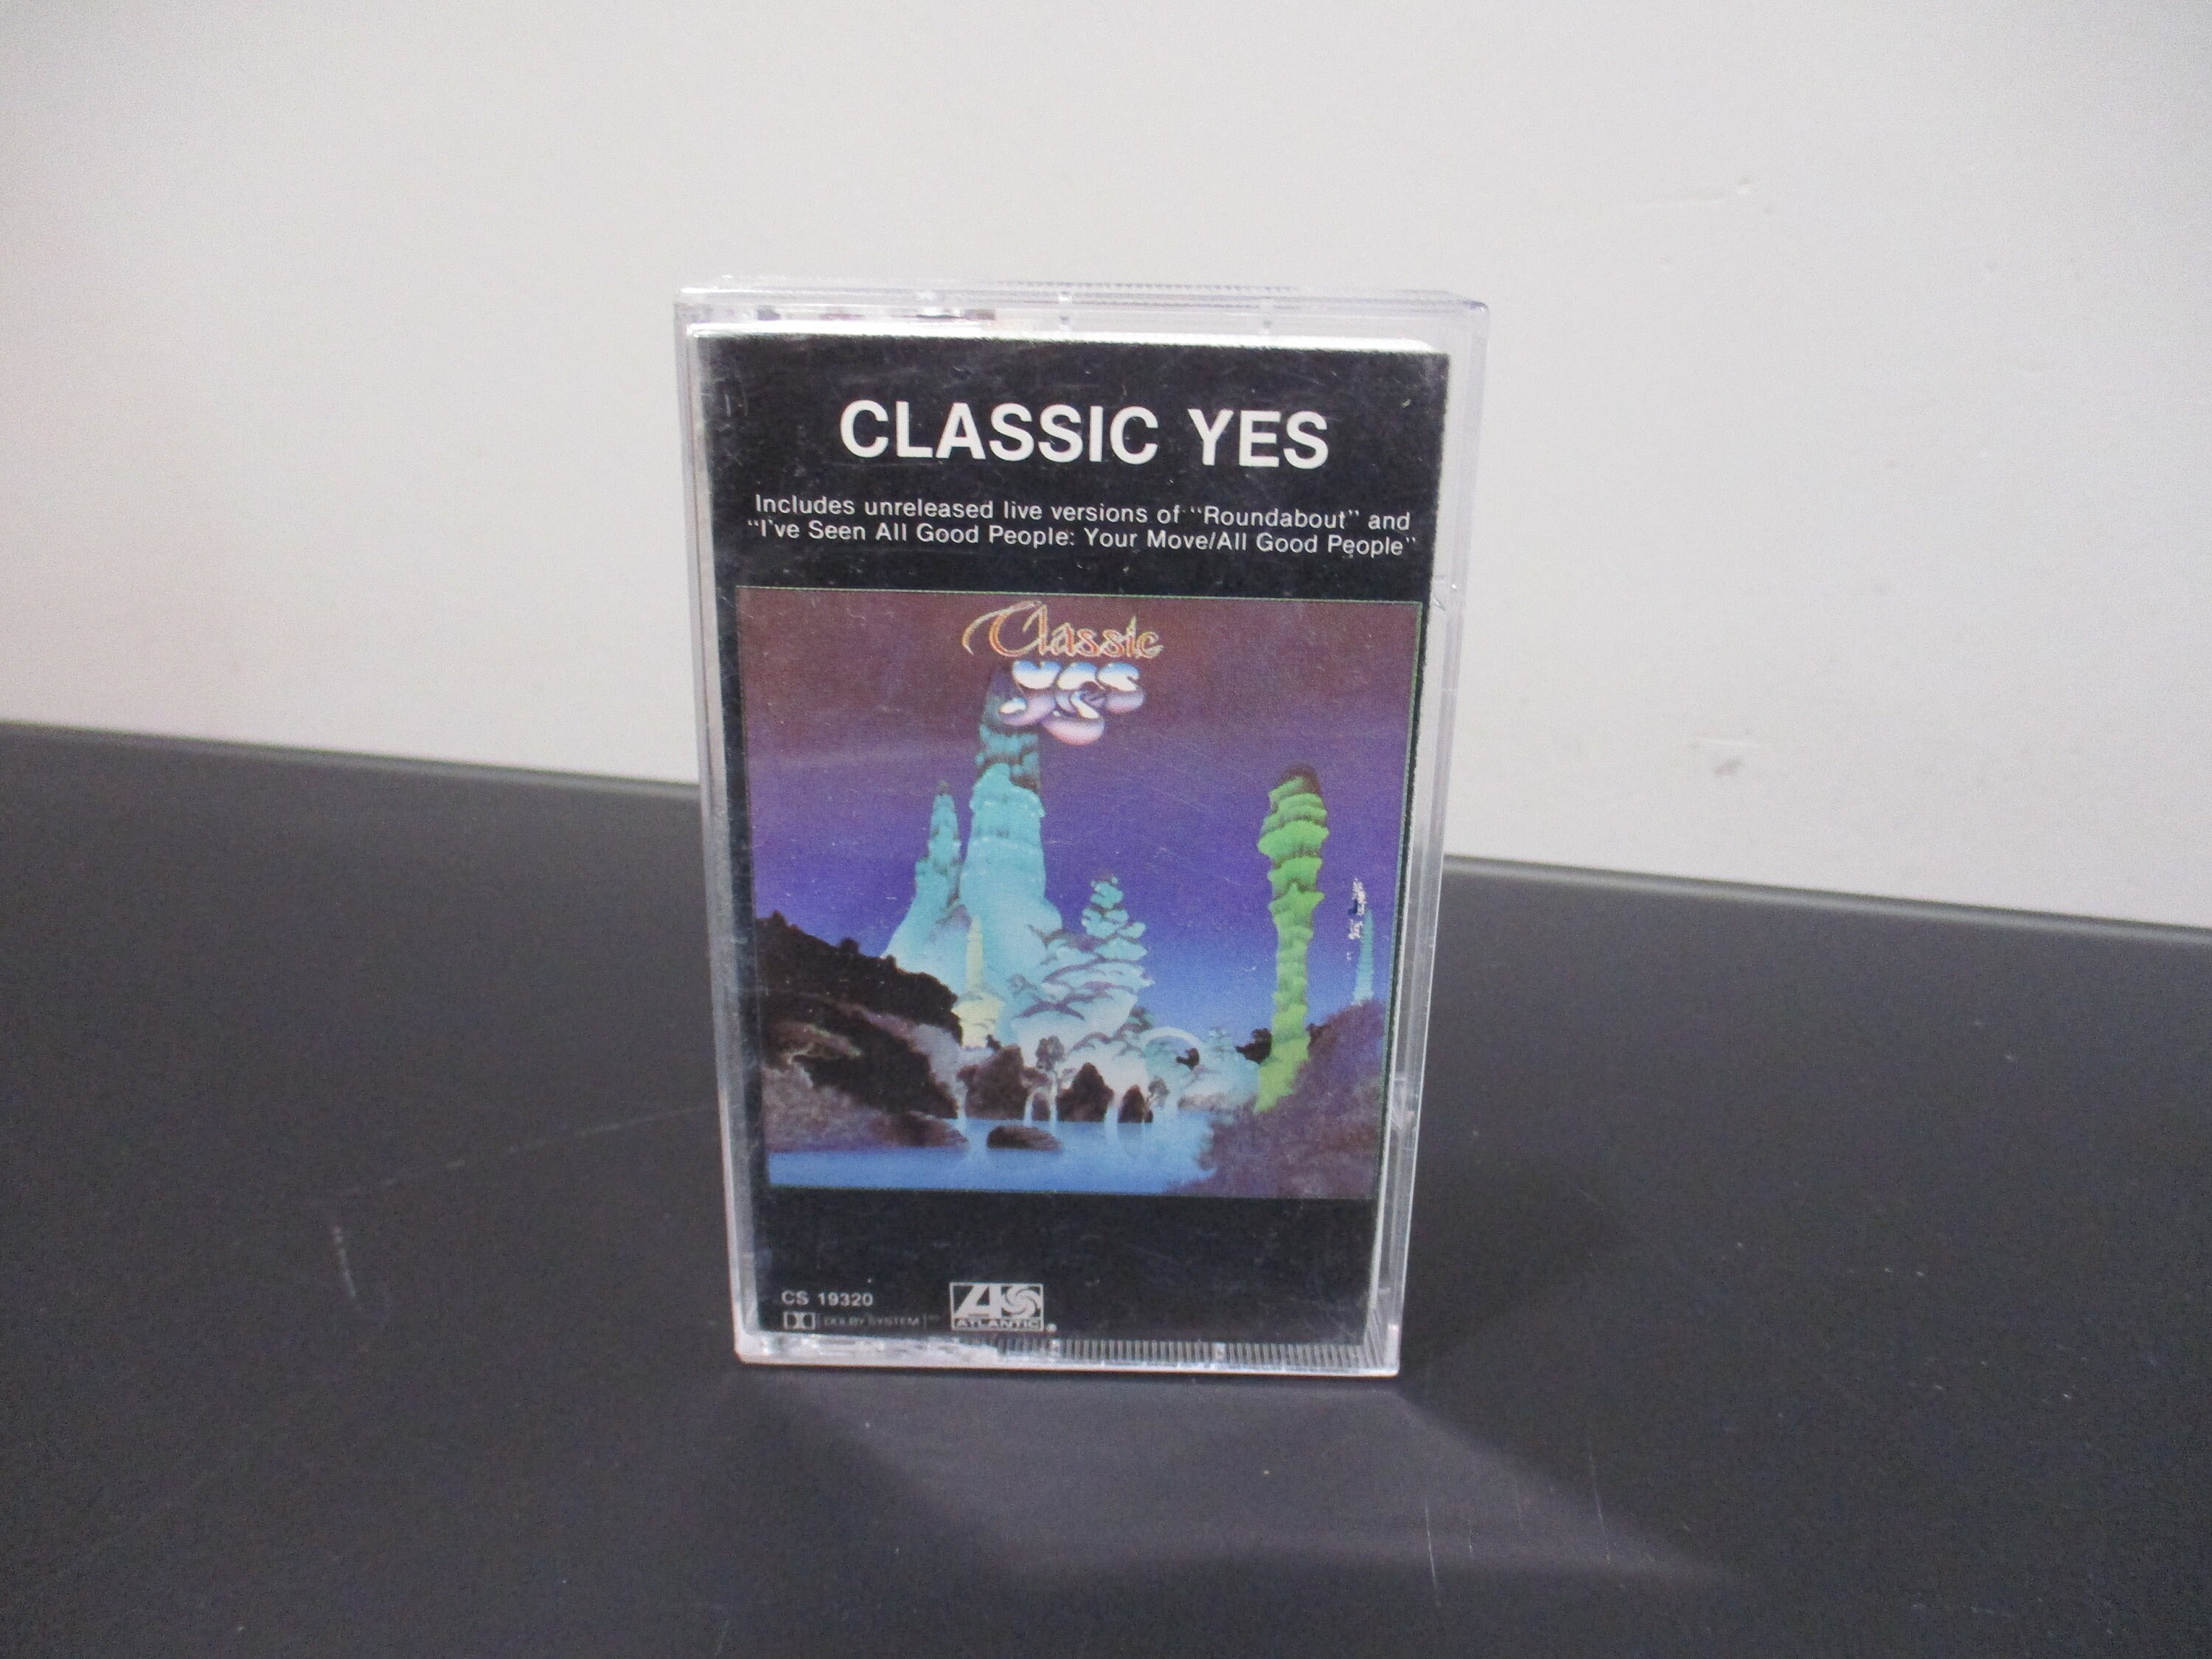 CLASSIC YES
Includes unreleased live versions of "Roundabout" and
"I've Seen All Good People: Your Move/All Good People"
Classic
yes
CS 19320
DOLBY SYSTEM
ATLANTIC